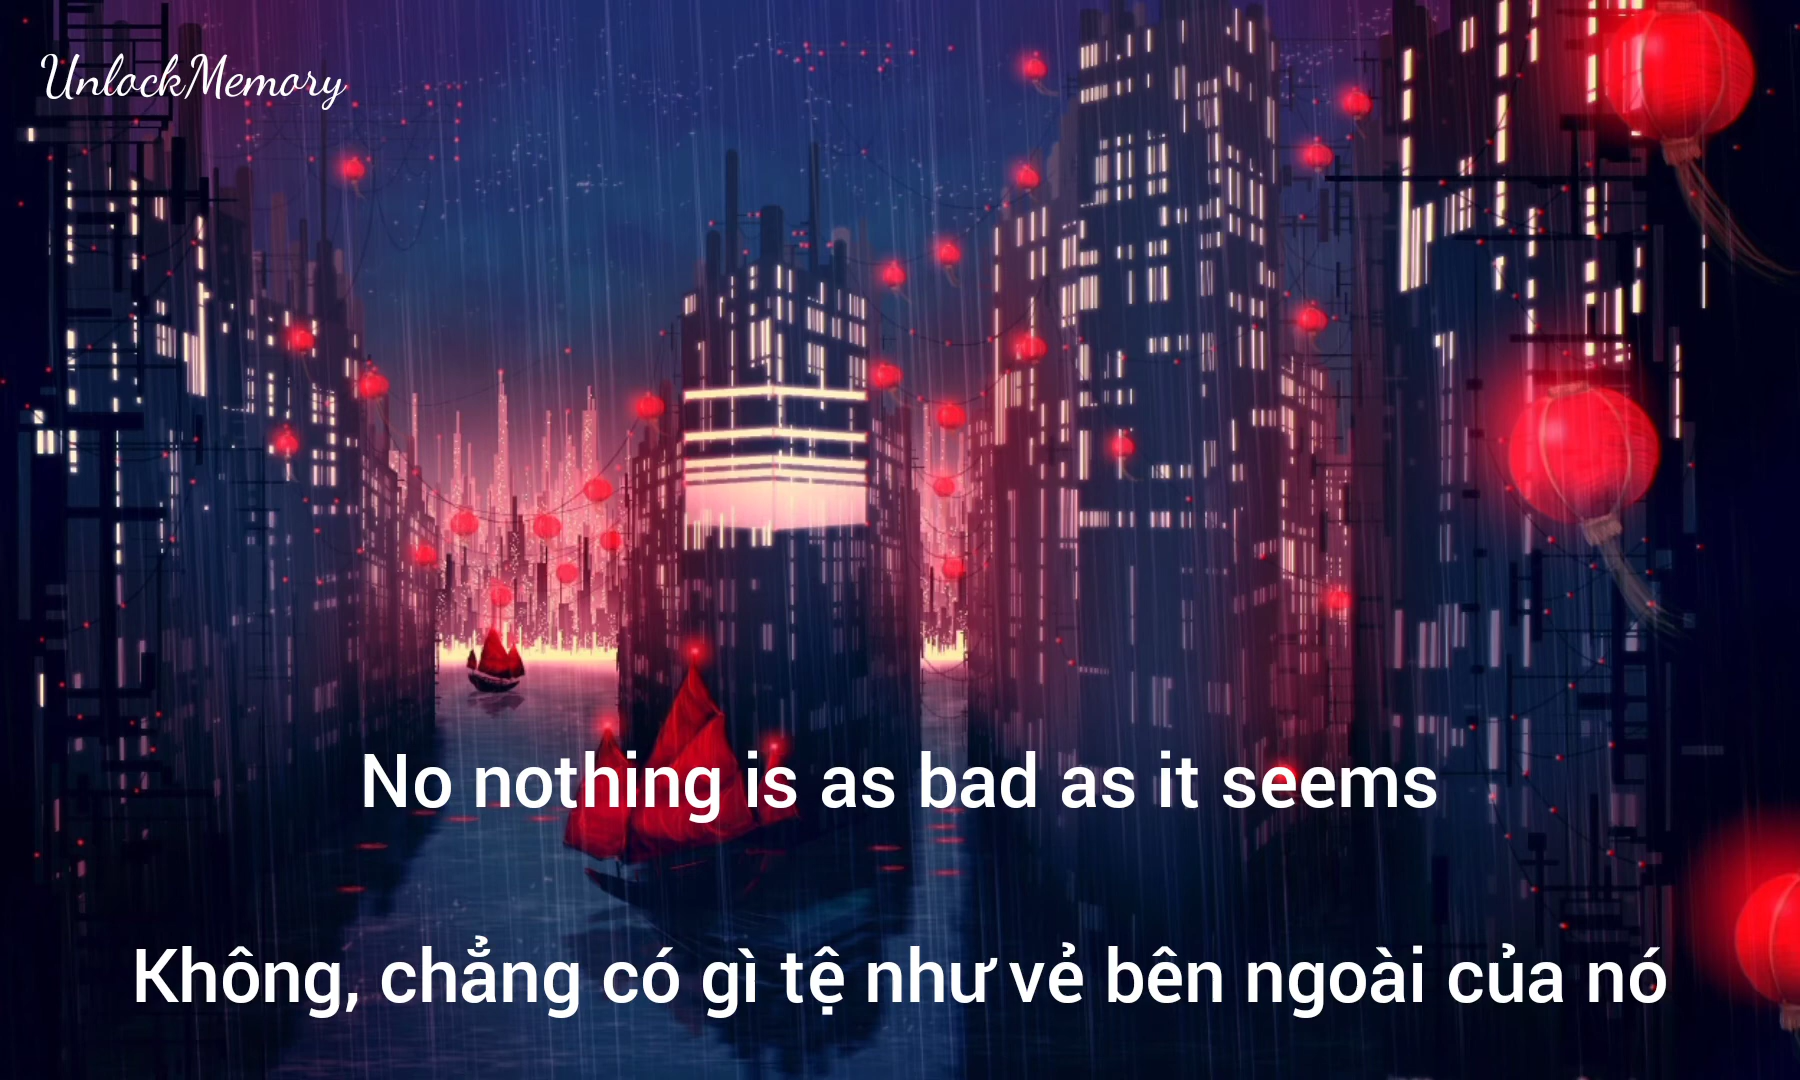 UnlockMemory
No nothing is as bad as it seems
Không, chẳng có gì tệ như vẻ bên ngoài của nó